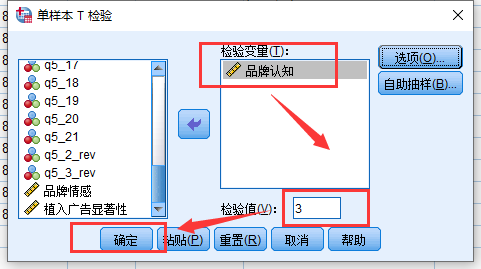 单样本 T 检验
检验变量(T):
q5_17
q5_18
q5_19
q5_20
q5_21
q5_2_rev
q5_3_rev
品牌情感
植入广告显著性
品牌认知
选项(O)...
自助抽样(B)...
检验值(V):
3
确定
粘贴(P)
重置(R)
取消
帮助